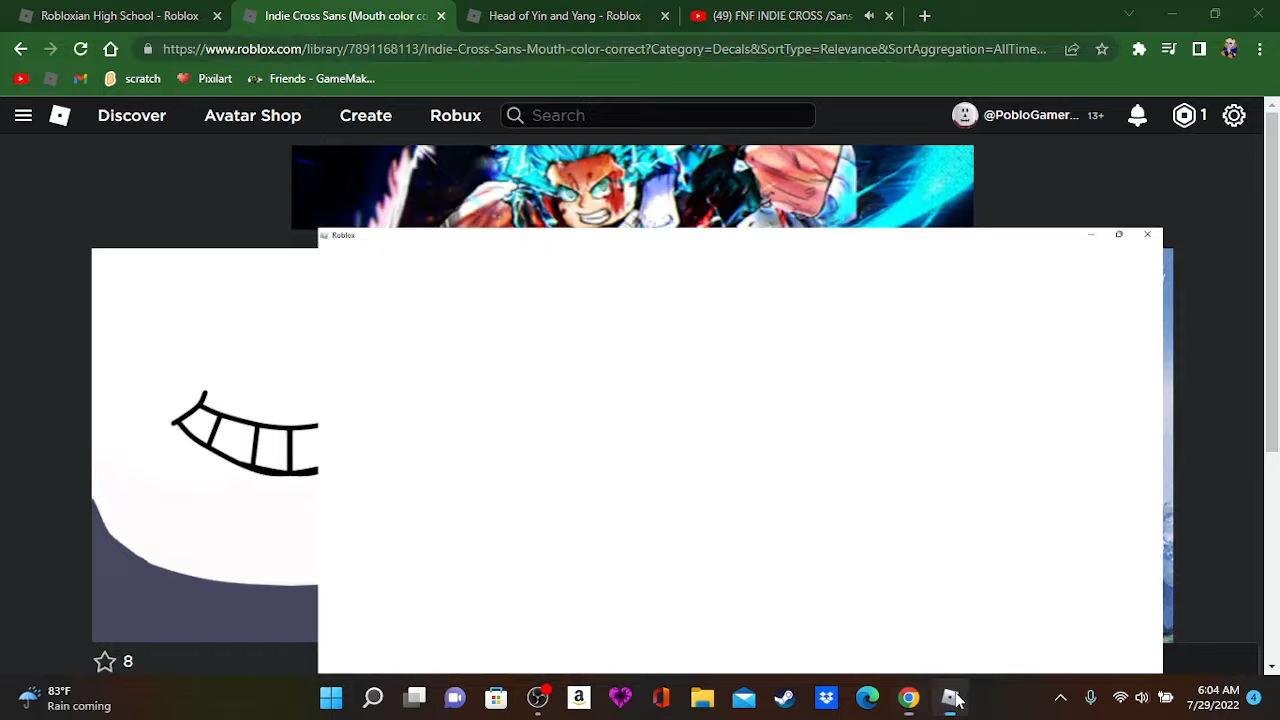 Robloxian High School - Roblox
Indie Cross Sans (Mouth color co
Head of Yin and Yang - Roblox
(49) FNF INDIE CROSS /Sans
https://www.roblox.com/library/7891168113/Indie-Cross-Sans-Mouth-color-correct?Category=Decals&SortType=Relevance&SortAggregation=AllTime...
scratch
Pixlart
Friends - GameMak...
Discover
Avatar Shop
Create
Robux
Search
@PobloGamer...
13+
1
Roblox
8
83°F
Rain coming
a
6:04 AM
7/29/2022
4